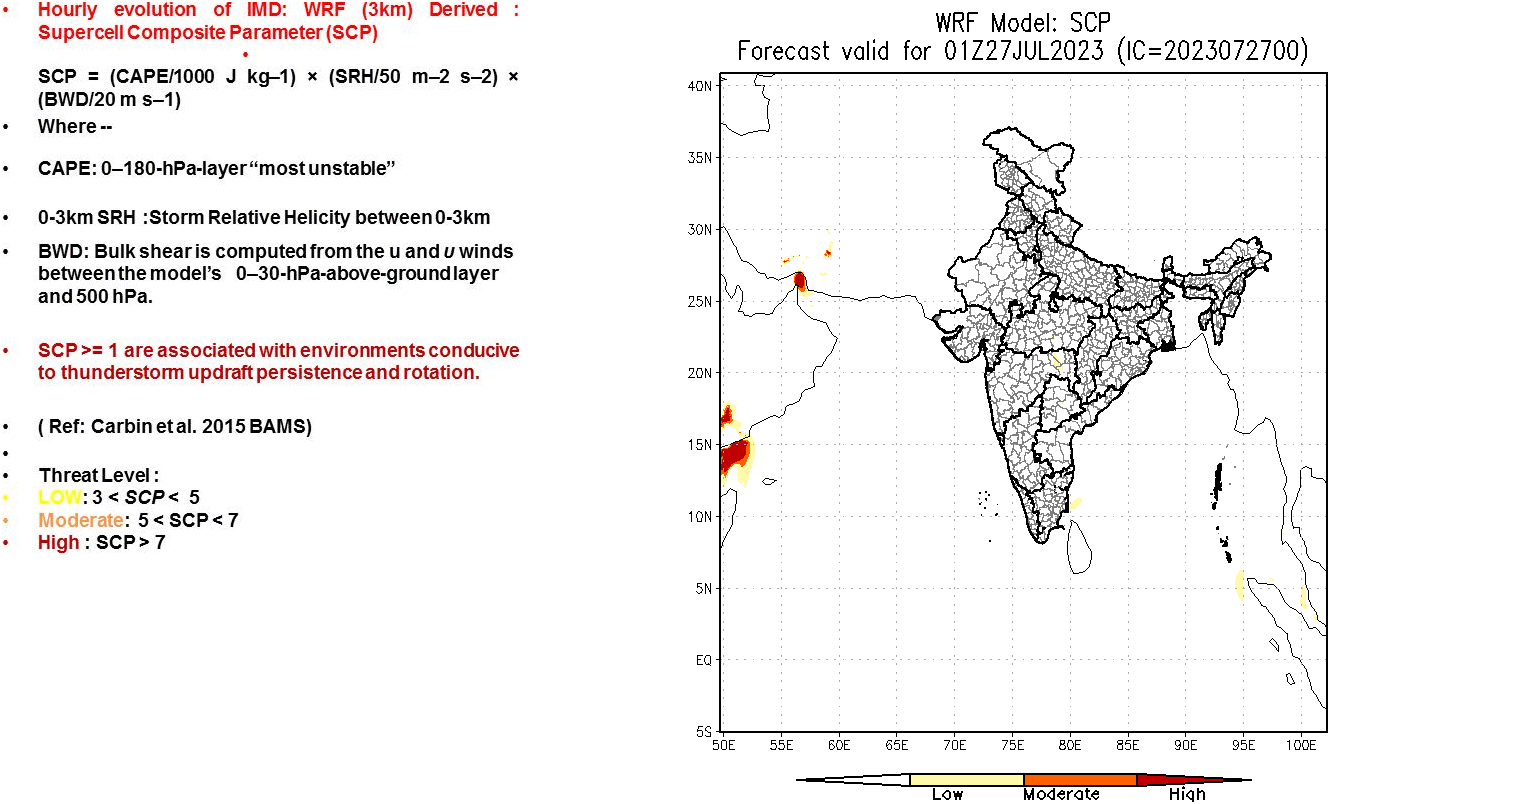 • Hourly evolution of IMD: WRF (3km) Derived :
Supercell Composite Parameter (SCP)
•
SCP = (CAPE/1000 J kg–1) × (SRH/50 m–2 s–2) ×
(BWD/20 m s–1)
• Where --
• CAPE: 0–180-hPa-layer “most unstable”
• 0-3km SRH :Storm Relative Helicity between 0-3km
• BWD: Bulk shear is computed from the u and υ winds
between the model’s 0–30-hPa-above-ground layer
and 500 hPa.
• SCP >= 1 are associated with environments conducive
to thunderstorm updraft persistence and rotation.
• ( Ref: Carbin et al. 2015 BAMS)
•
• Threat Level :
• LOW: 3 < SCP < 5
• Moderate: 5 < SCP < 7
• High : SCP > 7
WRF Model: SCP
Forecast valid for 01Z27JUL2023 (IC=2023072700)
40N
35N
30N
25N
20N
15N
10N
5N
EQ
5S
50E 55E 60E 65E 70E 75E 80E 85E 90E 95E 100E
Low Moderate High